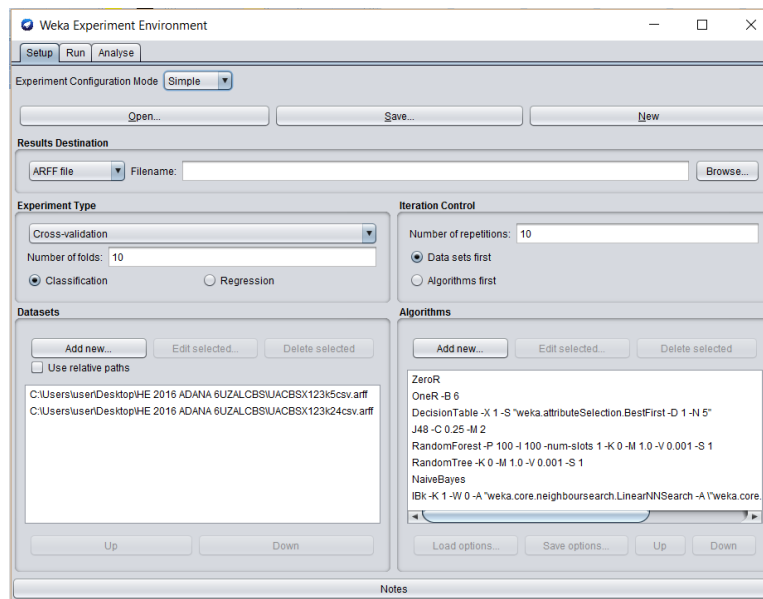 Weka Experiment Environment
Setup Run Analyse
Experiment Configuration Mode Simple
Open... Save... New
Results Destination
ARFF file Filename: Browse...
Experiment Type Iteration Control
Cross-validation Number of repetitions: 10
Number of folds: 10 Data sets first
Classification Regression Algorithms first
Datasets Algorithms
Add new... Edit selected... Delete selected Add new... Edit selected... Delete selected
Use relative paths
C:\Users\user\Desktop\HE 2016 ADANA 6UZALCBS\UACBSX123k5csv.arff
C:\Users\user\Desktop\HE 2016 ADANA 6UZALCBS\UACBSX123k24csv.arff
ZeroR
OneR -B 6
DecisionTable -X 1 -S "weka.attributeSelection.BestFirst -D 1 -N 5"
J48 -C 0.25 -M 2
RandomForest -P 100 -I 100 -num-slots 1 -K 0 -M 1.0 -V 0.001 -S 1
RandomTree -K 0 -M 1.0 -V 0.001 -S 1
NaiveBayes
IBk -K 1 -W 0 -A "weka.core.neighboursearch.LinearNNSearch -A \"weka.core.
Up Down Load options... Save options... Up Down
Notes